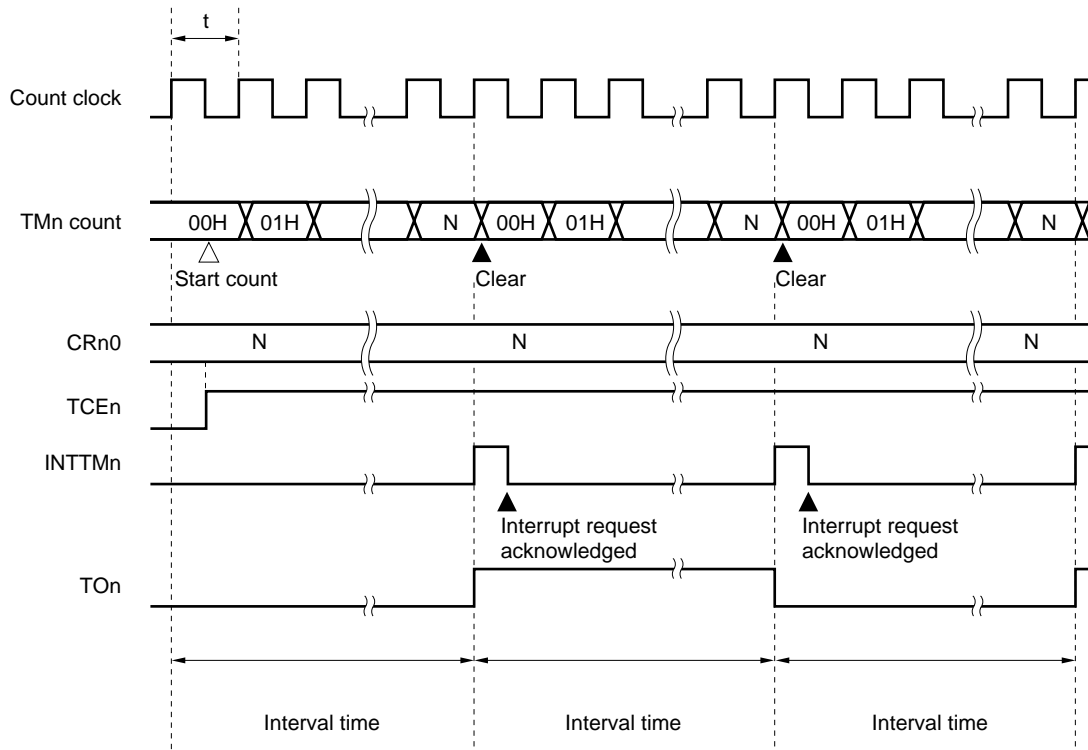 t
Count clock
TMn count 00H 01H N 00H 01H N 00H 01H N
Start count Clear Clear
CRn0 N N N N
TCEn
INTTMn
Interrupt request
acknowledged
Interrupt request
acknowledged
TOn
Interval time Interval time Interval time